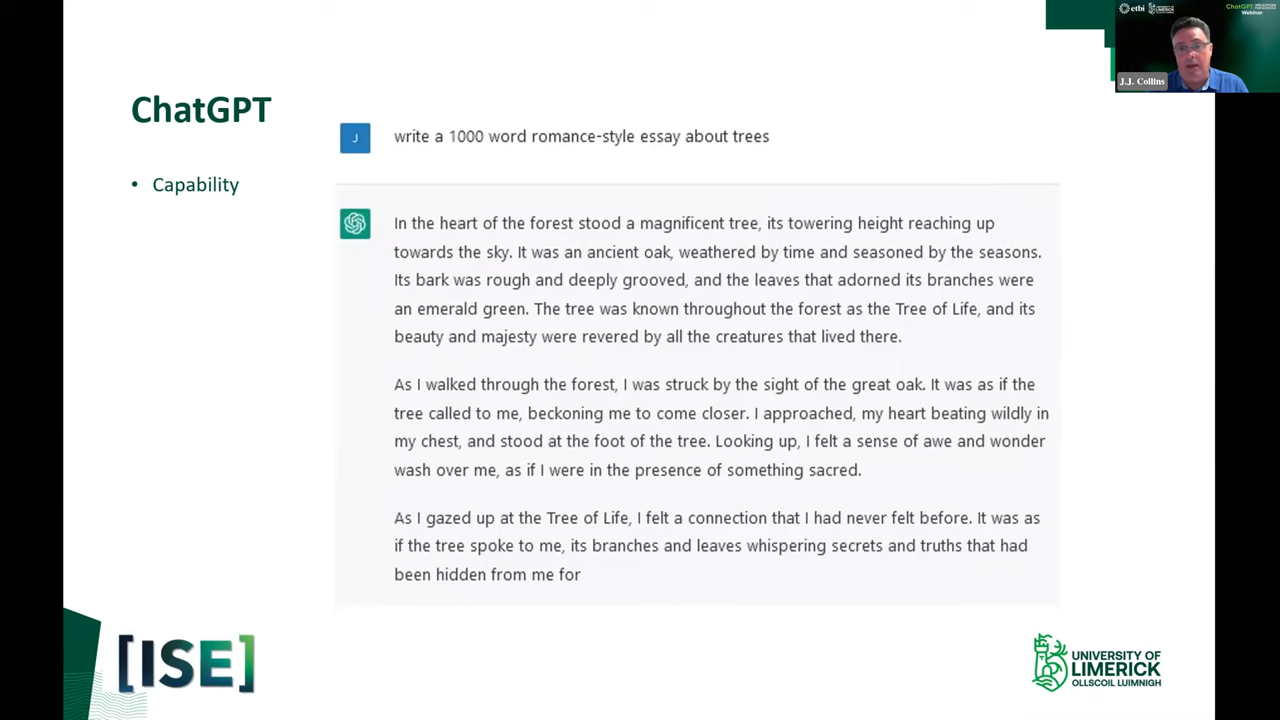 etbi
UNIVERSITY OF
LIMERICK
ChatGPT:
Webinar
J.J. Collins
ChatGPT
• Capability
J
write a 1000 word romance-style essay about trees
In the heart of the forest stood a magnificent tree, its towering height reaching up
towards the sky. It was an ancient oak, weathered by time and seasoned by the seasons.
Its bark was rough and deeply grooved, and the leaves that adorned its branches were
an emerald green. The tree was known throughout the forest as the Tree of Life, and its
beauty and majesty were revered by all the creatures that lived there.
As I walked through the forest, I was struck by the sight of the great oak. It was as if the
tree called to me, beckoning me to come closer. I approached, my heart beating wildly in
my chest, and stood at the foot of the tree. Looking up, I felt a sense of awe and wonder
wash over me, as if I were in the presence of something sacred.
As I gazed up at the Tree of Life, I felt a connection that I had never felt before. It was as
if the tree spoke to me, its branches and leaves whispering secrets and truths that had
been hidden from me for
[ISE]
UNIVERSITY OF
LIMERICK
OLLSCOIL LUIMNIGH